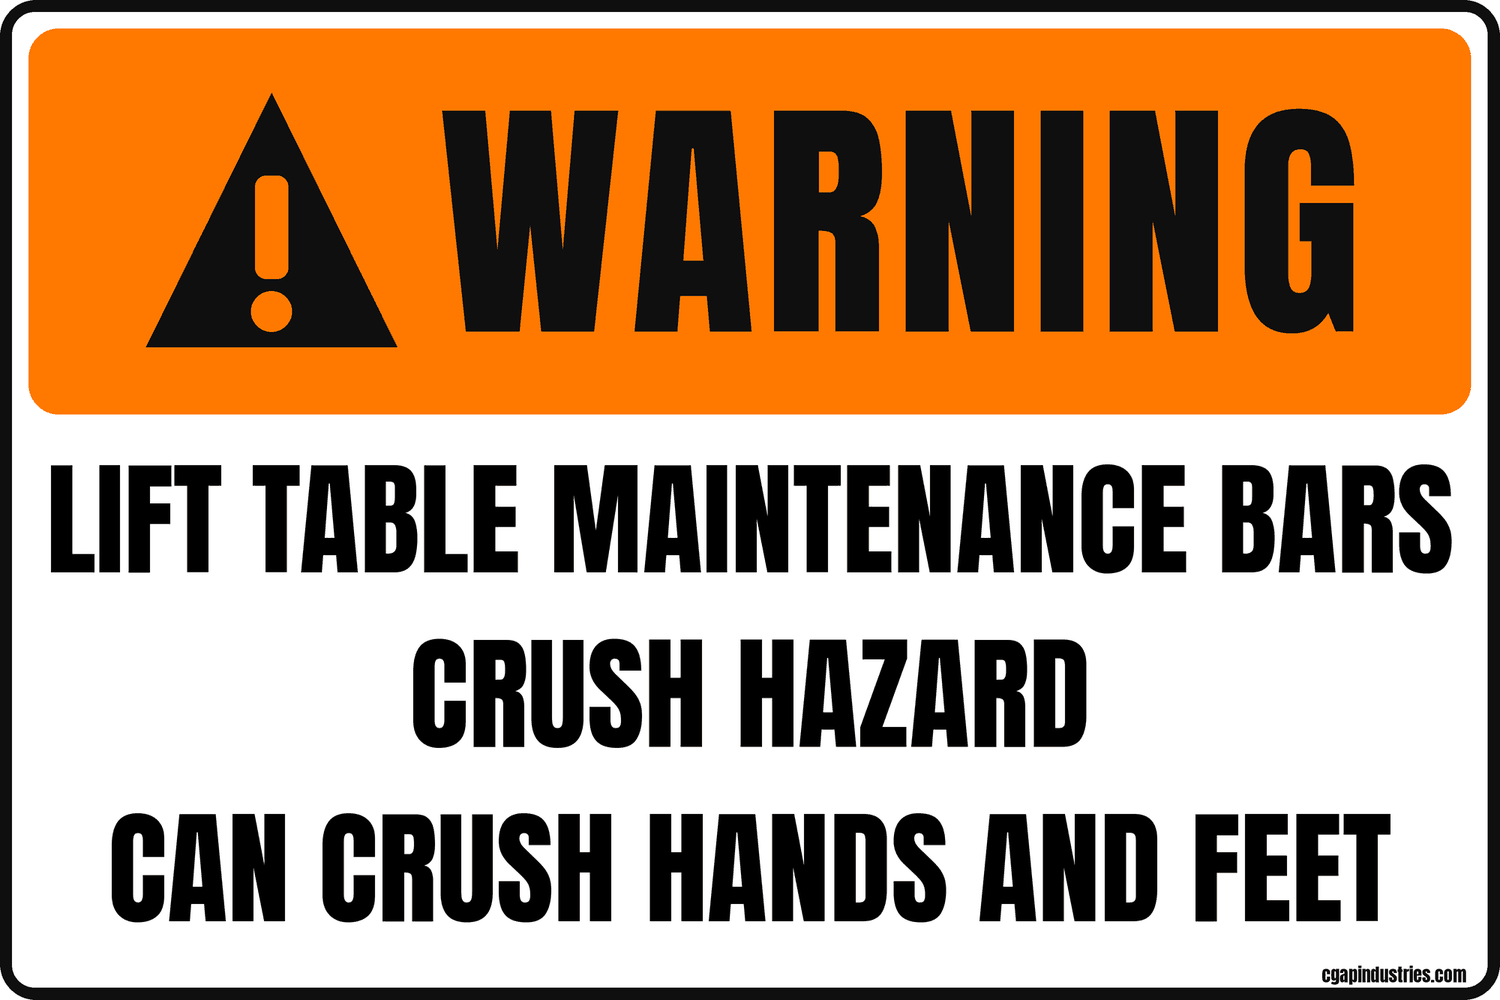 WARNING
LIFT TABLE MAINTENANCE BARS
CRUSH HAZARD
CAN CRUSH HANDS AND FEET
cgapindustries.com